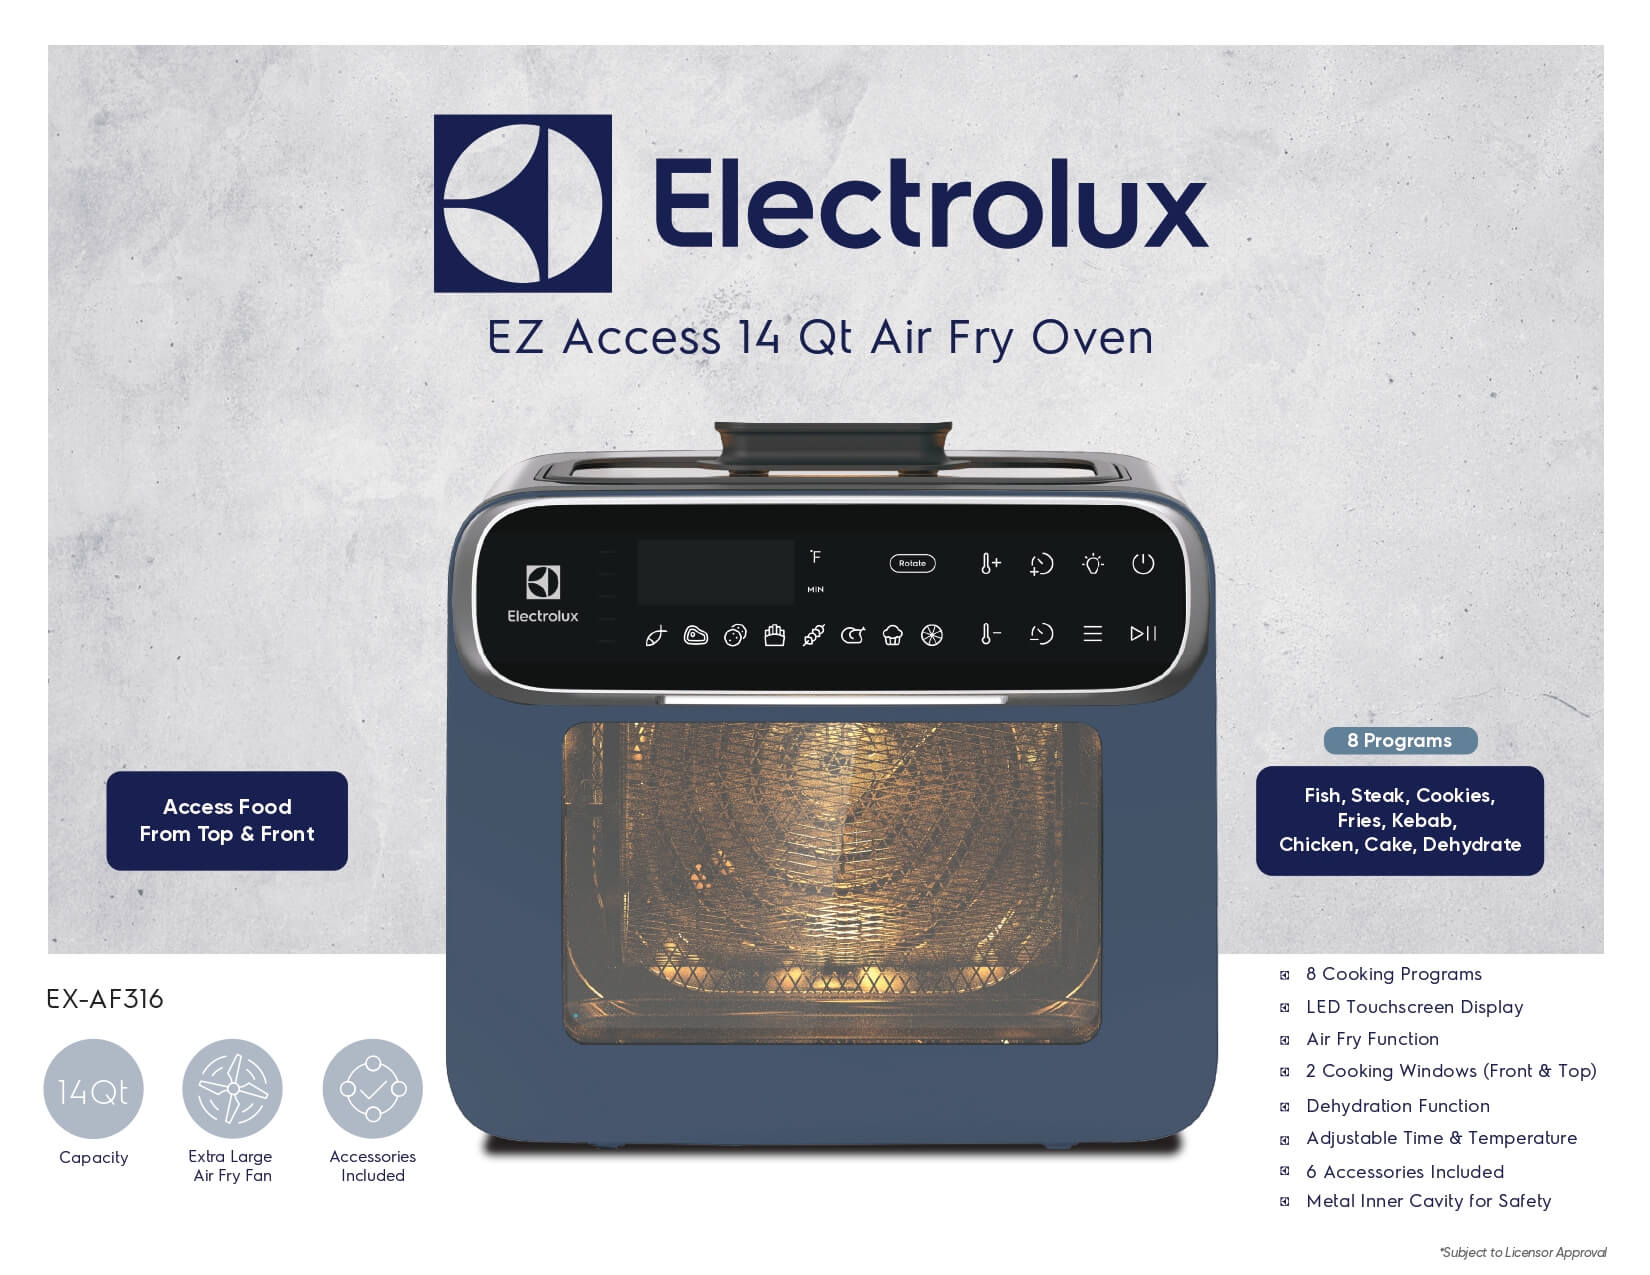 Electrolux
EZ Access 14 Qt Air Fry Oven
°F
MIN
Rotate
Electrolux
Access Food
From Top & Front
8 Programs
Fish, Steak, Cookies,
Fries, Kebab,
Chicken, Cake, Dehydrate
EX-AF316
14Qt
Capacity
Extra Large
Air Fry Fan
Accessories
Included
8 Cooking Programs
LED Touchscreen Display
Air Fry Function
2 Cooking Windows (Front & Top)
Dehydration Function
Adjustable Time & Temperature
6 Accessories Included
Metal Inner Cavity for Safety
*Subject to Licensor Approval